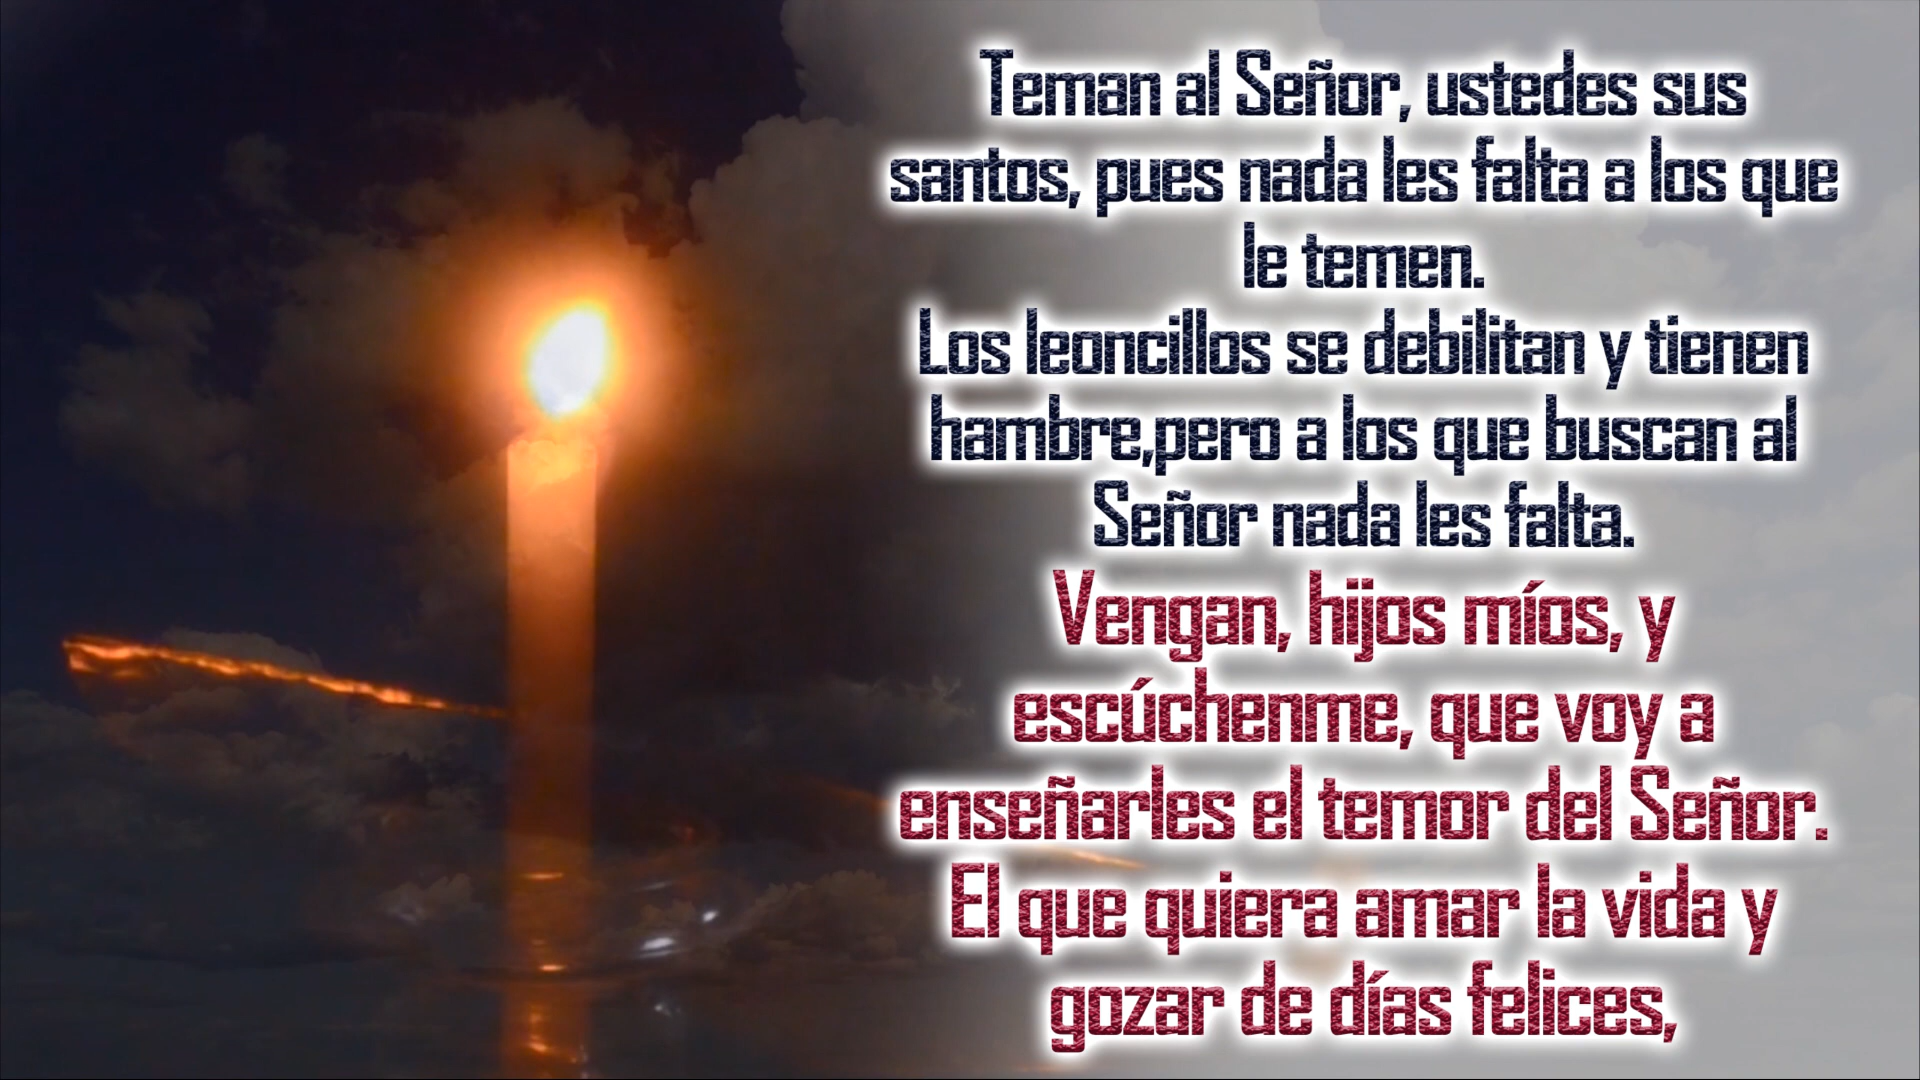 Teman al Señor, ustedes sus
santos, pues nada les falta a los que
le temen.
Los leoncillos se debilitan y tienen
hambre,pero a los que buscan al
Señor nada les falta.
Vengan, hijos míos, y
escúchenme, que voy a
enseñarles el temor del Señor.
El que quiera amar la vida y
gozar de días felices,